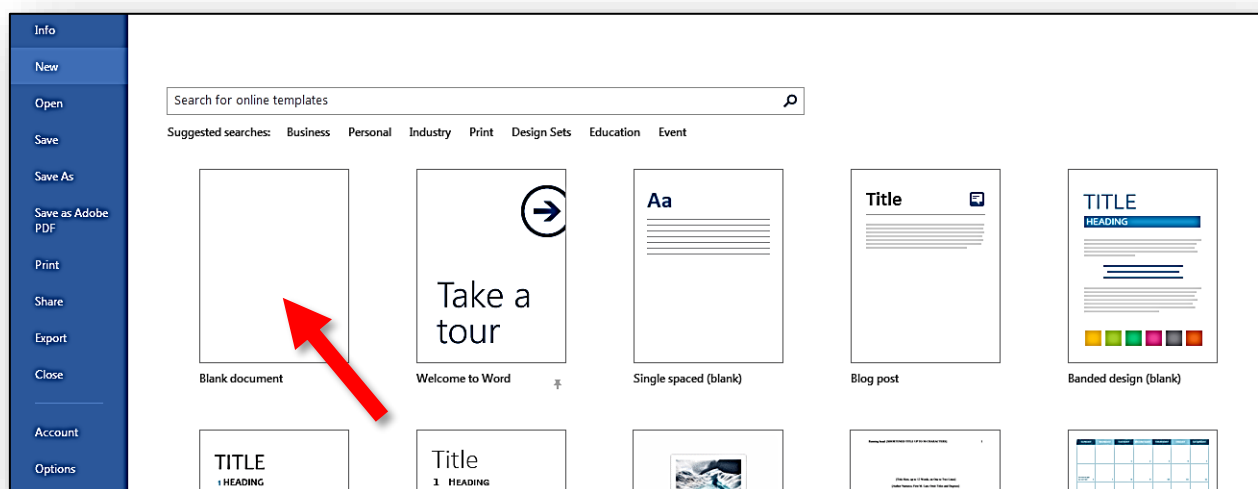 Info
New
Open
Save
Save As
Save as Adobe
PDF
Print
Share
Export
Close
Account
Options
Search for online templates
Suggested searches: Business Personal Industry Print Design Sets Education Event
Blank document
Take a
tour
Welcome to Word
Aa
Single spaced (blank)
Title
Blog post
TITLE
HEADING
Banded design (blank)
TITLE
1 HEADING
Title
1 HEADING